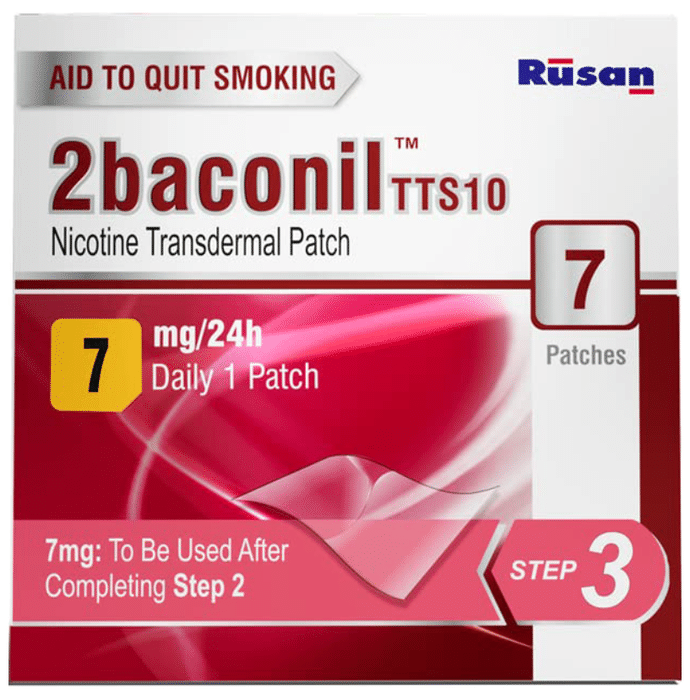 AID TO QUIT SMOKING
Rüsan
2baconil™ TTS10
Nicotine Transdermal Patch
7
Patches
7 mg/24h
Daily 1 Patch
7mg: To Be Used After
Completing Step 2
STEP 3